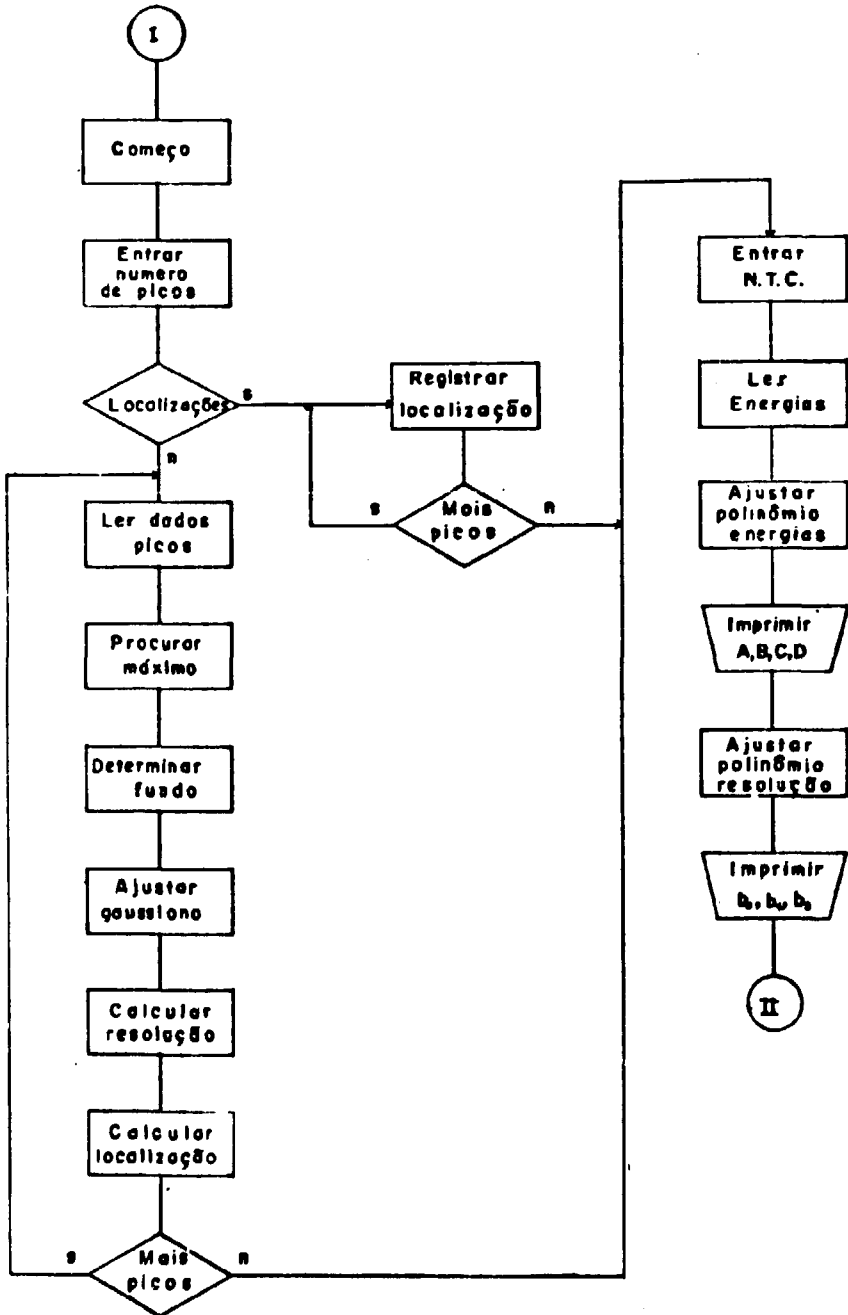 I
Começo
Entrar
numero
de picos
Localizações
s
n
Registrar
localização
Mais
picos
s
n
Ler dados
picos
Procurar
máximo
Determinar
fundo
Ajustar
gaussiano
Calcular
resolução
Calcular
localização
Mais
picos
s
n
Entrar
N.T.C.
Ler
Energias
Ajustar
polinômio
energias
Imprimir
A,B,C,D
Ajustar
polinômio
resolução
Imprimir
II